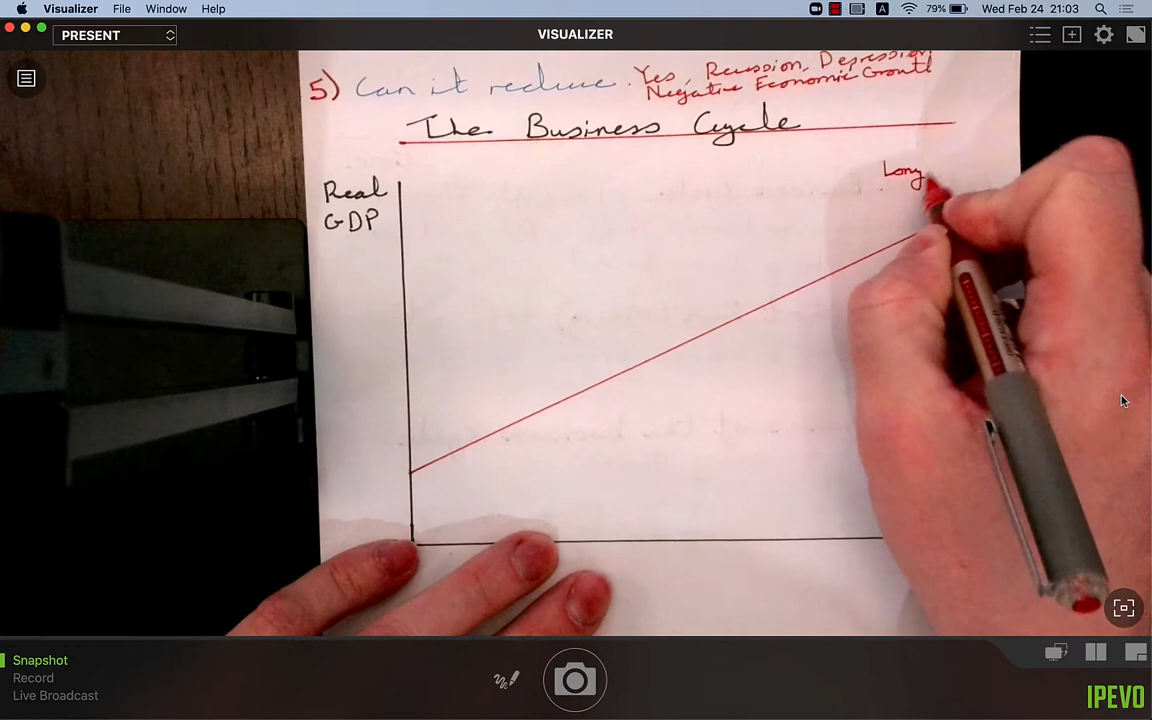 Visualizer File Edit Window Help A 79% Wed Feb 24 21:03
PRESENT
VISUALIZER
5) Can it reduce. Yes, Recession, Depression,
Negative Economic Growth
The Business Cycle
Long
Real
GDP
Snapshot
Record
Live Broadcast
IPEVO